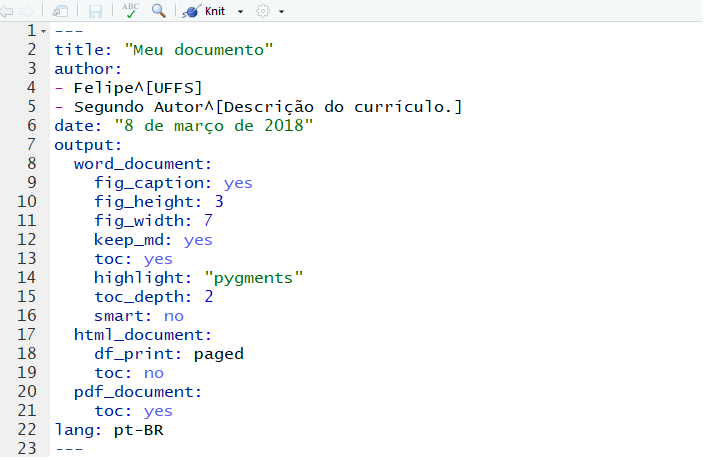 ABC
Knit
1 ---
2 title: "Meu documento"
3 author:
4 - Felipe^[UFFS]
5 - Segundo Autor^[Descrição do currículo.]
6 date: "8 de março de 2018"
7 output:
8   word_document:
9     fig_caption: yes
10     fig_height: 3
11     fig_width: 7
12     keep_md: yes
13     toc: yes
14     highlight: "pygments"
15     toc_depth: 2
16     smart: no
17   html_document:
18     df_print: paged
19     toc: no
20   pdf_document:
21     toc: yes
22 lang: pt-BR
23 ---